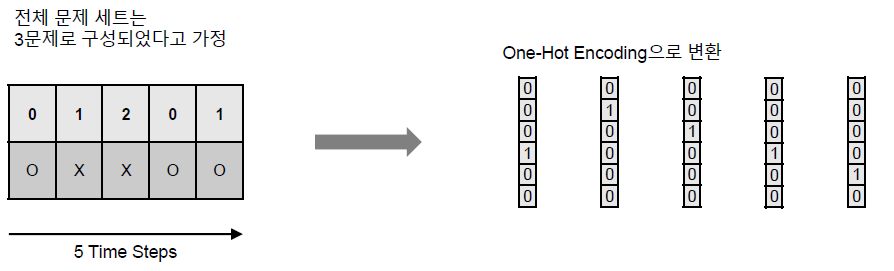 전체 문제 세트는
3문제로 구성되었다고 가정
One-Hot Encoding으로 변환
0 1 2 0 1
O X X O O
5 Time Steps
0 0 0 0 0
0 1 0 0 0
0 0 1 0 0
1 0 0 1 0
0 0 0 0 1
0 0 0 0 0